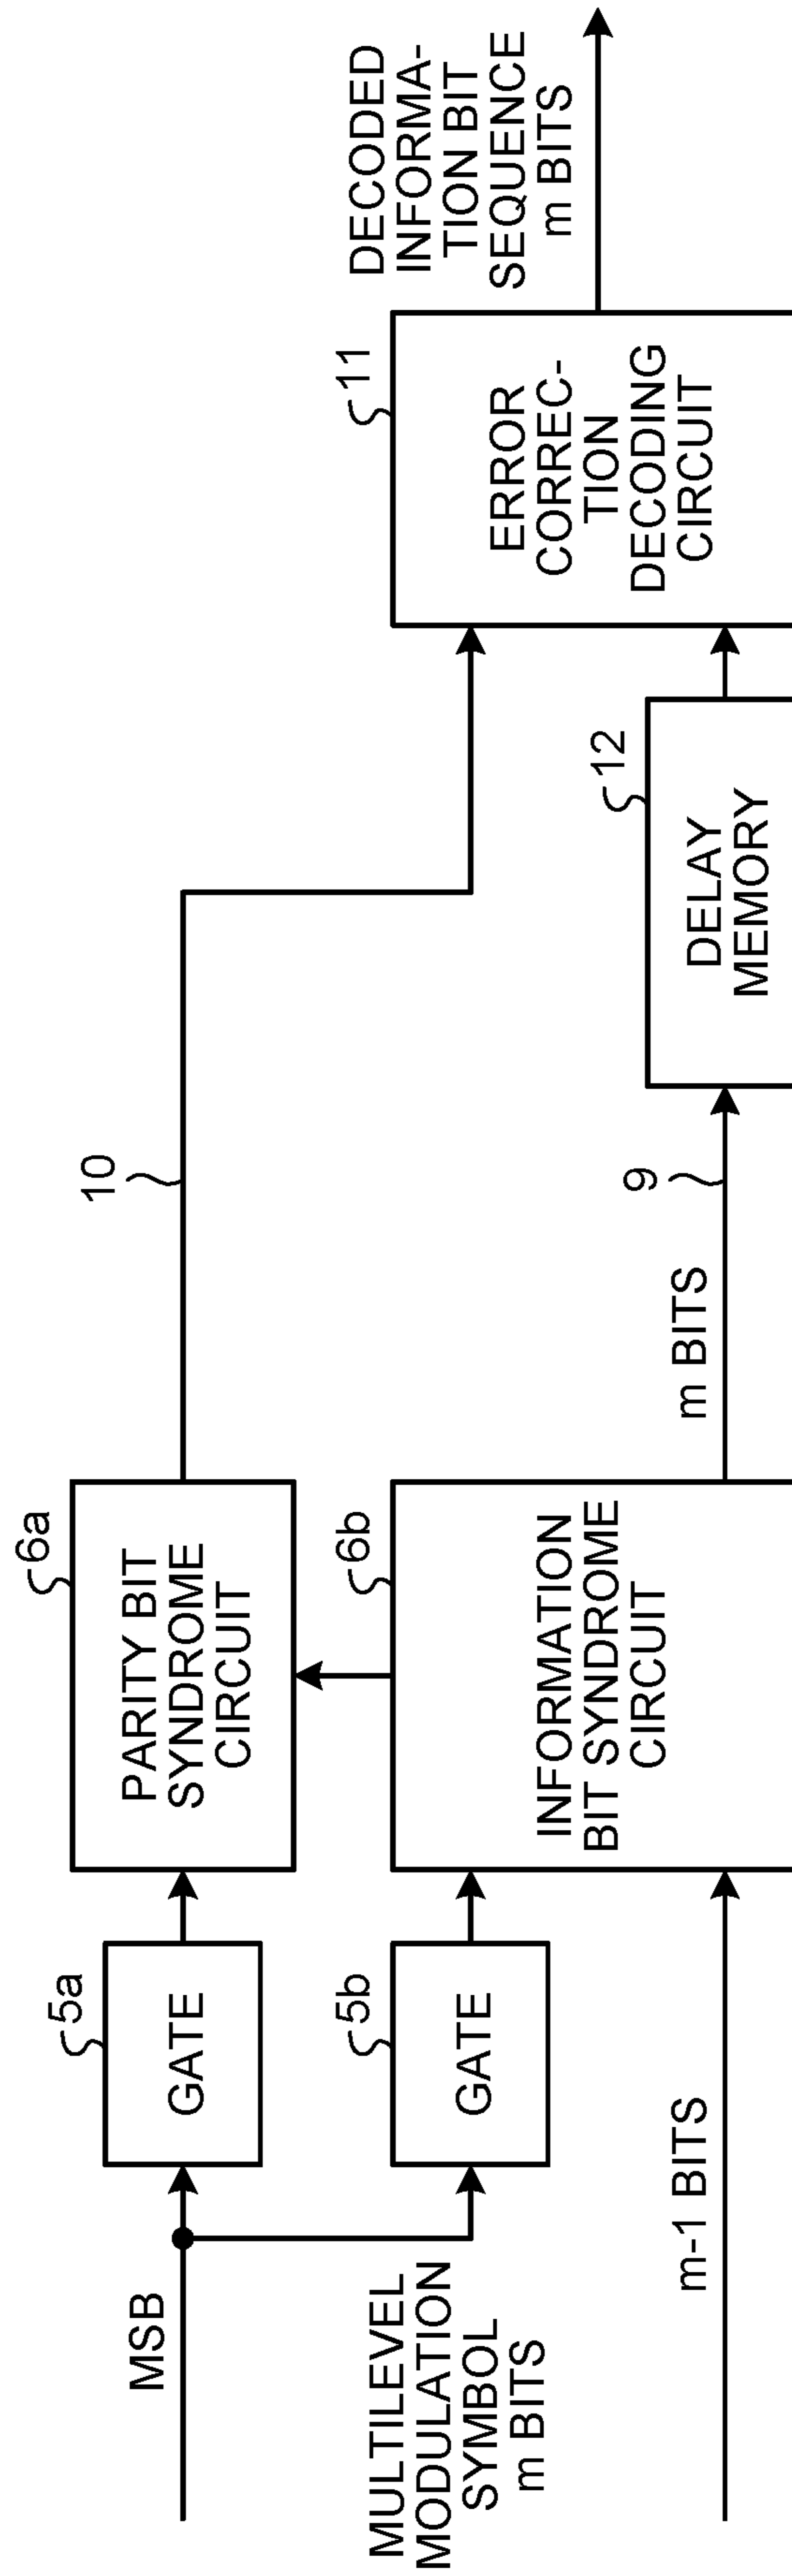 MSB
MULTILEVEL
MODULATION
SYMBOL
m BITS
m-1 BITS
5a
GATE
5b
GATE
6a
PARITY BIT
SYNDROME
CIRCUIT
6b
INFORMATION
BIT SYNDROME
CIRCUIT
10
m BITS
9
12
DELAY
MEMORY
11
ERROR
CORREC-
TION
DECODING
CIRCUIT
DECODED
INFORMA-
TION BIT
SEQUENCE
m BITS